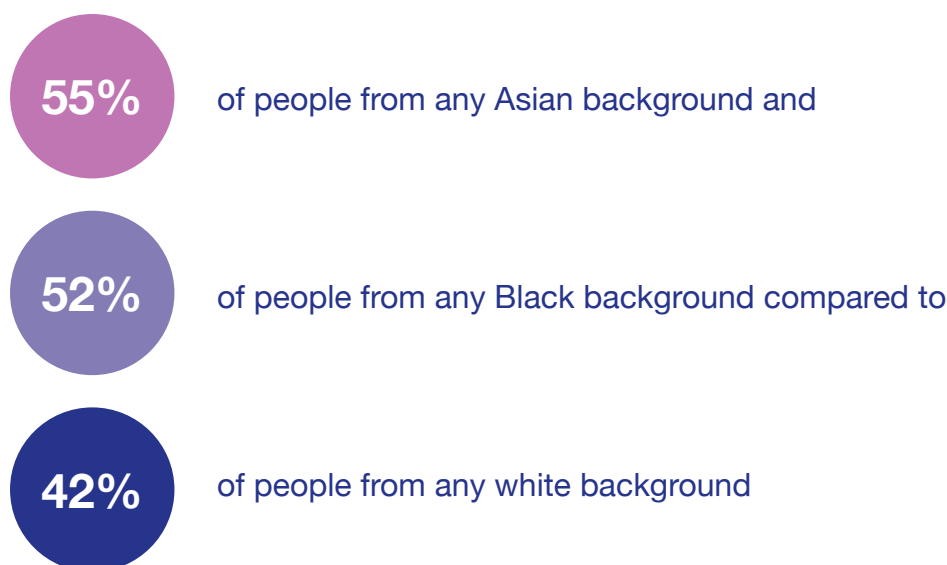 55% of people from any Asian background and
52% of people from any Black background compared to
42% of people from any white background